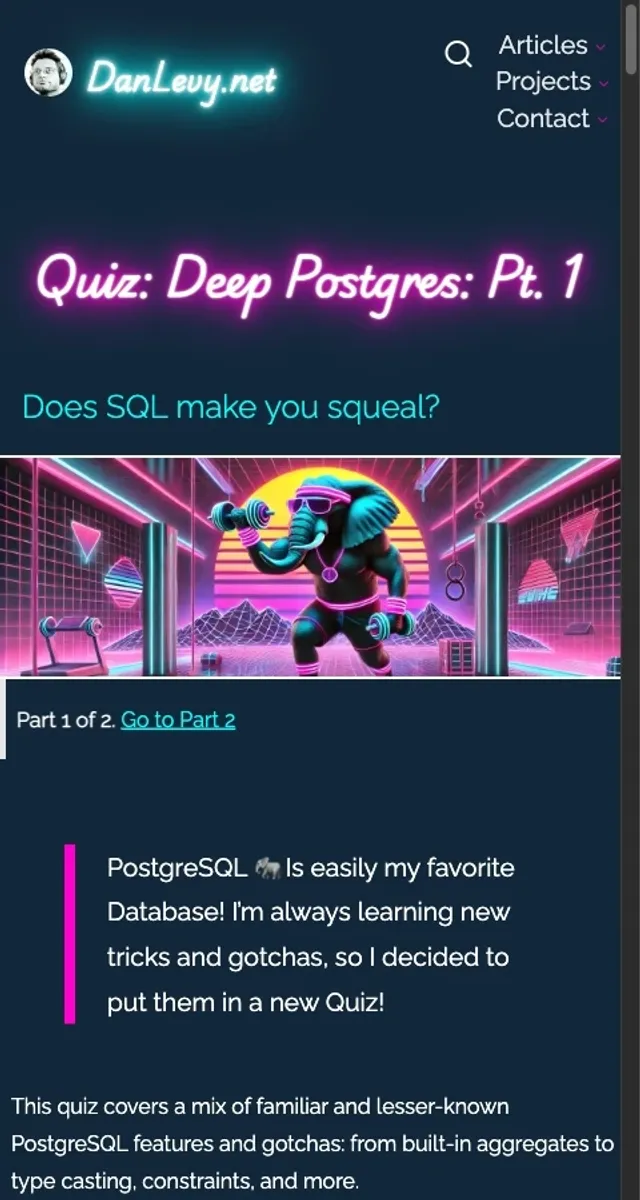 DanLevy.net
Articles
Projects
Contact
Quiz: Deep Postgres: Pt. 1
Does SQL make you squeal?
Part 1 of 2. Go to Part 2
PostgreSQL 🐘 Is easily my favorite
Database! I'm always learning new
tricks and gotchas, so I decided to
put them in a new Quiz!
This quiz covers a mix of familiar and lesser-known
PostgreSQL features and gotchas: from built-in aggregates to
type casting, constraints, and more.